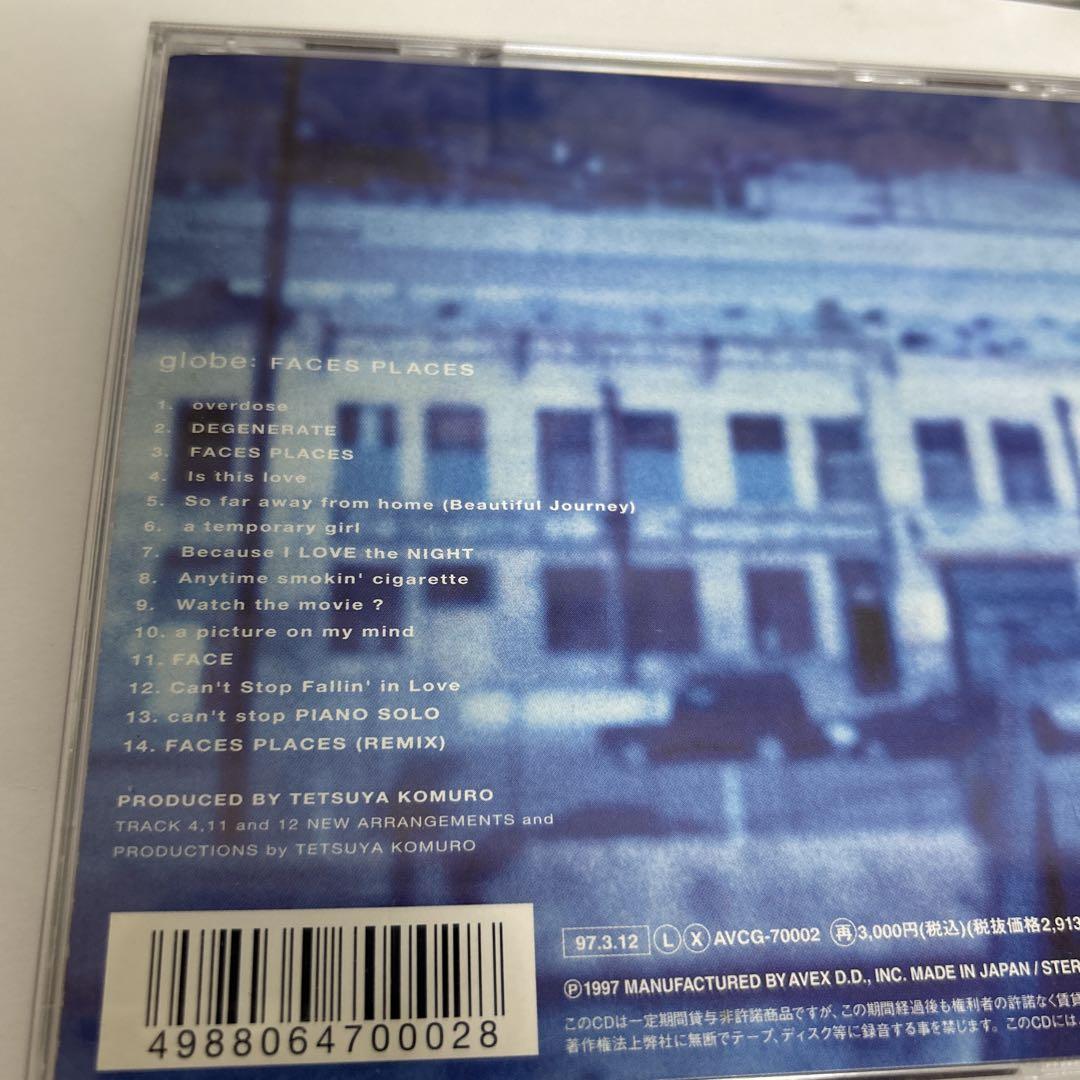 globe: FACES PLACES
1. overdose
2. DEGENERATE
3. FACES PLACES
4. Is this love
5. So far away from home (Beautiful Journey)
6. a temporary girl
7. Because I LOVE the NIGHT
8. Anytime smokin' cigarette
9. Watch the movie ?
10. a picture on my mind
11. FACE
12. Can't Stop Fallin' in Love
13. can't stop PIANO SOLO
14. FACES PLACES (REMIX)
PRODUCED BY TETSUYA KOMURO
TRACK 4,11 and 12 NEW ARRANGEMENTS and
PRODUCTIONS by TETSUYA KOMURO
4988064700028
97.3.12 Ⓛ Ⓧ AVCG-70002 ㊢3,000円(税込)(税抜価格2,913
Ⓟ1997 MANUFACTURED BY AVEX D.D., INC. MADE IN JAPAN / STER
このCDは一定期間貸与非許諾商品ですが、この期間経過後も権利者の許諾なく賃貸
著作権法上弊社に無断でテープ、ディスク等に録音する事を禁じます。このCDには、